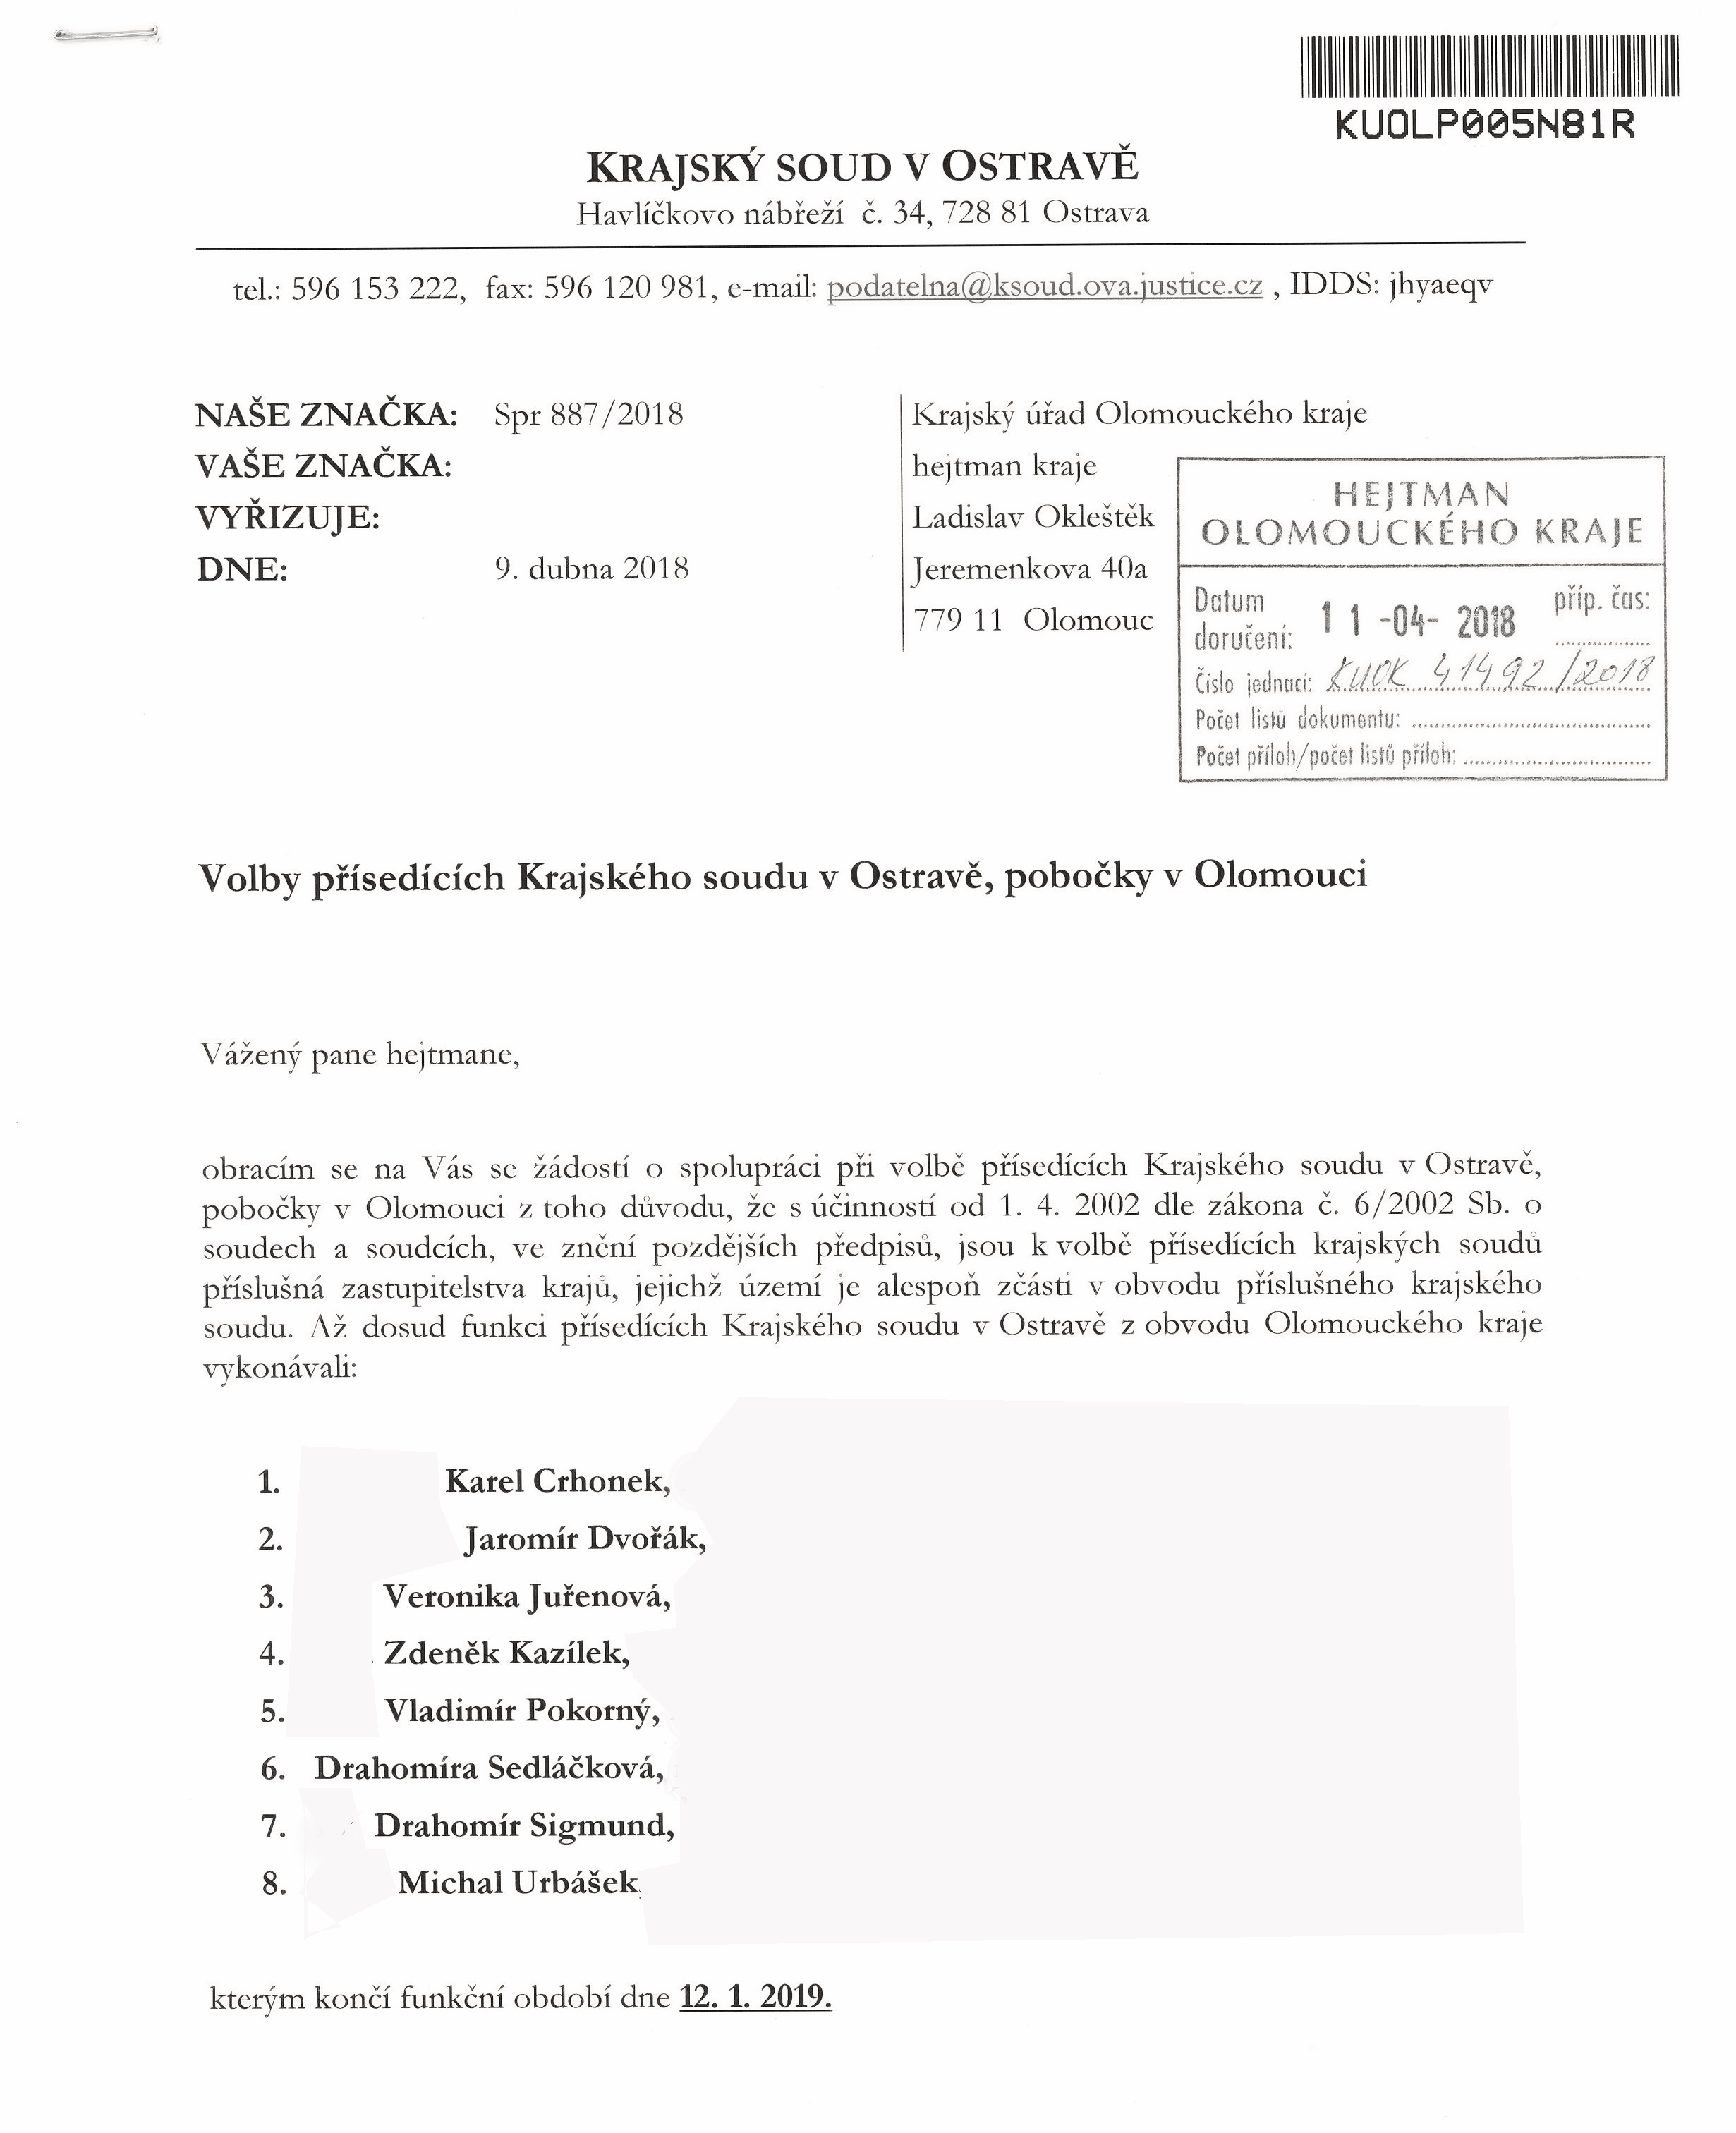 KUOLP005N81R
KRAJSKÝ SOUD V OSTRAVĚ
Havlíčkovo nábřeží č. 34, 728 81 Ostrava
tel.: 596 153 222, fax: 596 120 981, e-mail: podatelna@ksoud.ova.justice.cz , IDDS: jhyaeqv
NAŠE ZNAČKA: Spr 887/2018
VAŠE ZNAČKA:
VYŘIZUJE:
DNE: 9. dubna 2018
Krajský úřad Olomouckého kraje
hejtman kraje
Ladislav Okleštěk
Jeremenkova 40a
779 11 Olomouc
HEJTMAN
OLOMOUCKÉHO KRAJE
Datum doručení: 11 -04- 2018 příp. čas:
Číslo jednací: KUOK 41492/2018
Počet listů dokumentu:
Počet příloh/počet listů příloh:
Volby přísedících Krajského soudu v Ostravě, pobočky v Olomouci
Vážený pane hejtmane,
obracím se na Vás se žádostí o spolupráci při volbě přísedících Krajského soudu v Ostravě,
pobočky v Olomouci z toho důvodu, že s účinností od 1. 4. 2002 dle zákona č. 6/2002 Sb. o
soudech a soudcích, ve znění pozdějších předpisů, jsou k volbě přísedících krajských soudů
příslušná zastupitelstva krajů, jejichž území je alespoň zčásti v obvodu příslušného krajského
soudu. Až dosud funkci přísedících Krajského soudu v Ostravě z obvodu Olomouckého kraje
vykonávali:
1. Karel Crhonek,
2. Jaromír Dvořák,
3. Veronika Juřenová,
4. Zdeněk Kazílek,
5. Vladimír Pokorný,
6. Drahomíra Sedláčková,
7. Drahomír Sigmund,
8. Michal Urbášek
kterým končí funkční období dne 12. 1. 2019.